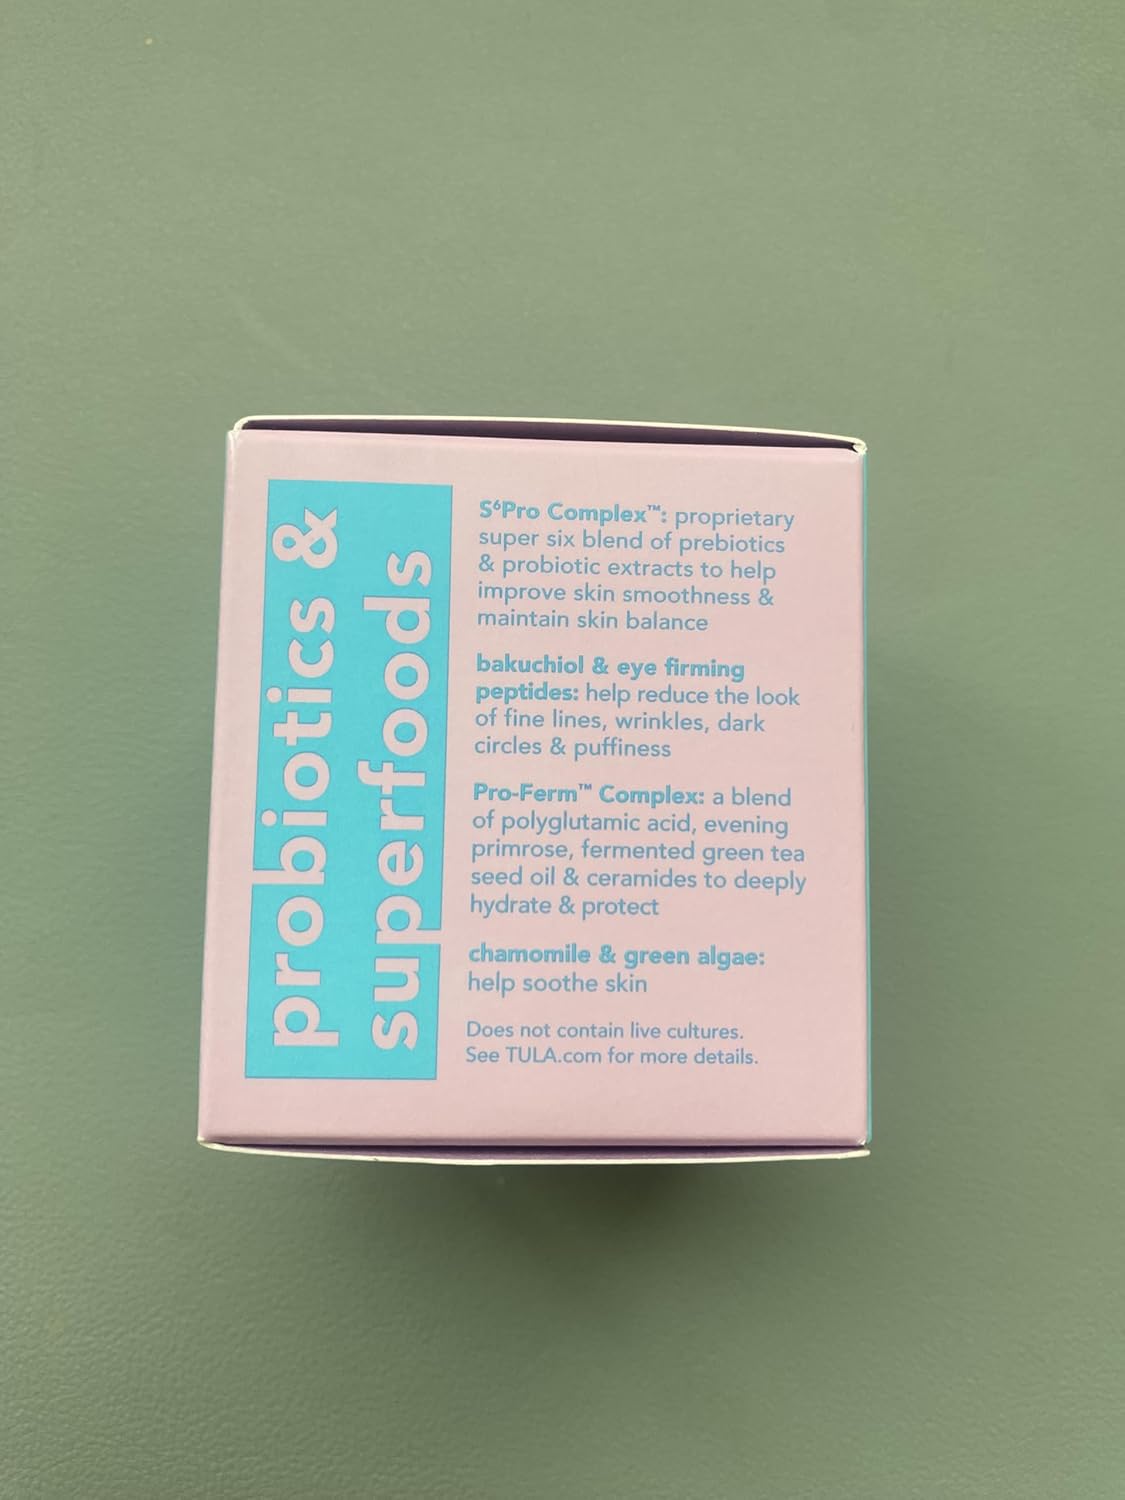 probiotics &
superfoods
S⁶Pro Complex™: proprietary
super six blend of prebiotics
& probiotic extracts to help
improve skin smoothness &
maintain skin balance
bakuchiol & eye firming
peptides: help reduce the look
of fine lines, wrinkles, dark
circles & puffiness
Pro-Ferm™ Complex: a blend
of polyglutamic acid, evening
primrose, fermented green tea
seed oil & ceramides to deeply
hydrate & protect
chamomile & green algae:
help soothe skin
Does not contain live cultures.
See TULA.com for more details.